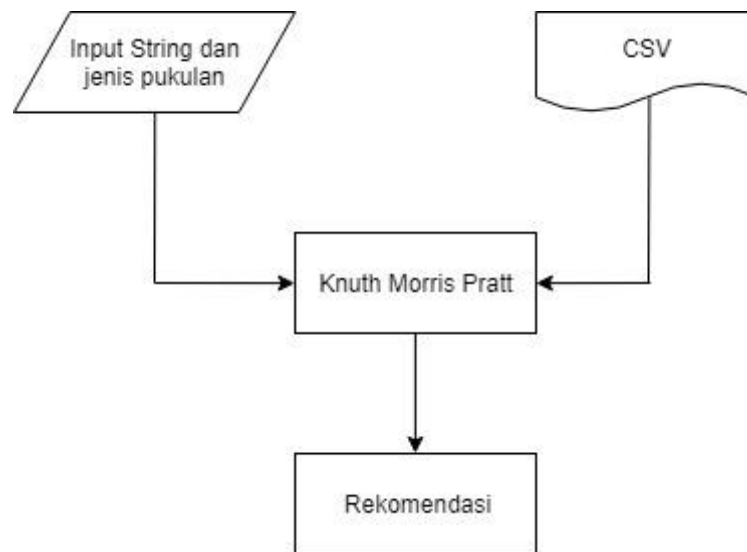 Input String dan
jenis pukulan
CSV
Knuth Morris Pratt
Rekomendasi